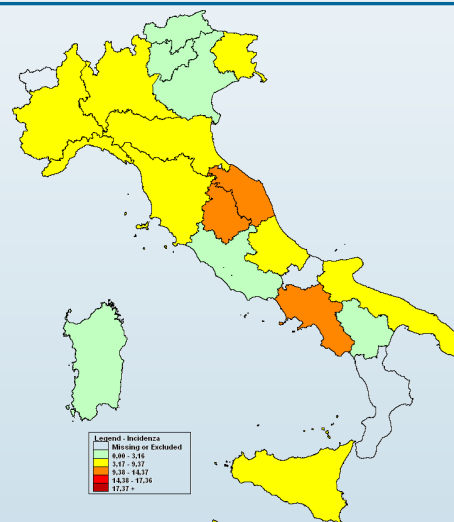 Legend - Incidenza
Missing or Excluded
0,00 - 3,16
3,17 - 9,37
9,38 - 14,37
14,38 - 17,36
17,37 +